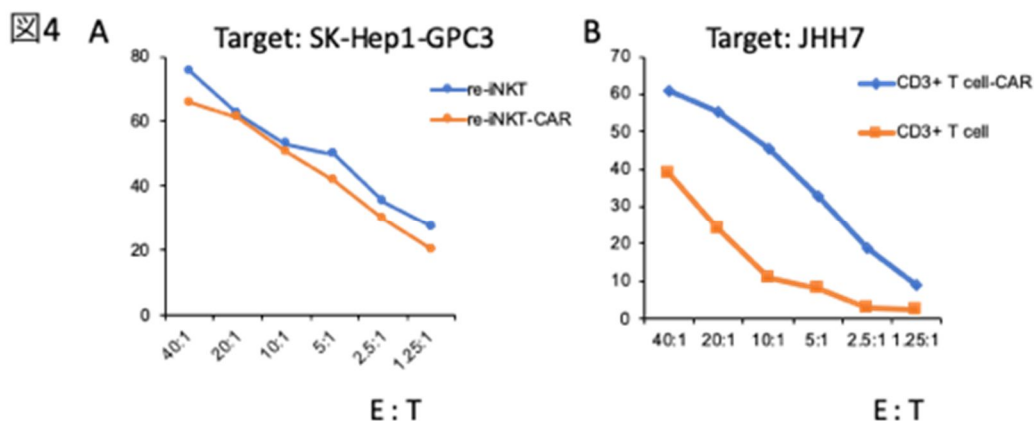 図4 A
Target: SK-Hep1-GPC3
80
60
40
20
0
re-iNKT
re-iNKT-CAR
40:1
20:1
10:1
5:1
2.5:1
1.25:1
E : T
B
Target: JHH7
70
60
50
40
30
20
10
0
CD3+ T cell-CAR
CD3+ T cell
40:1 20:1 10:1 5:1 2.5:1 1.25:1
E : T